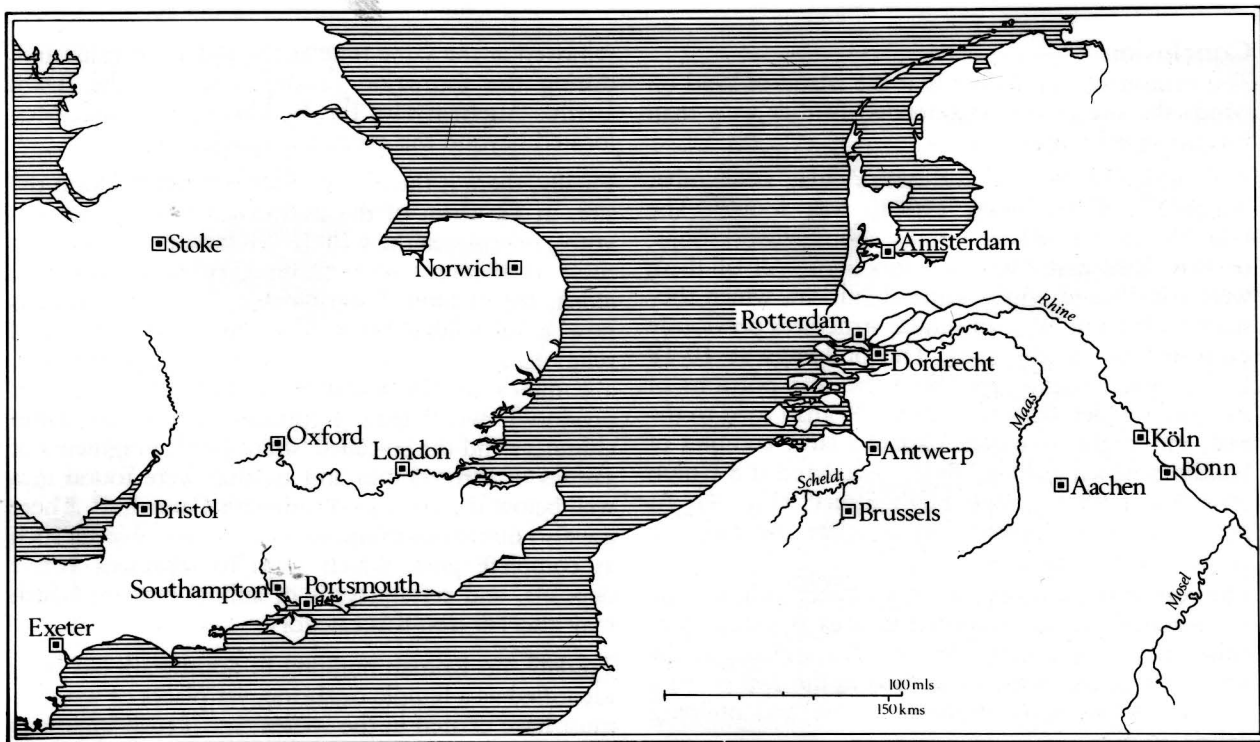 Stoke
Norwich
Amsterdam
Rotterdam
Rhine
Dordrecht
Maas
Oxford
London
Antwerp
Köln
Bonn
Scheldt
Aachen
Bristol
Brussels
Southampton
Portsmouth
Mosel
Exeter
100 mls
150 kms